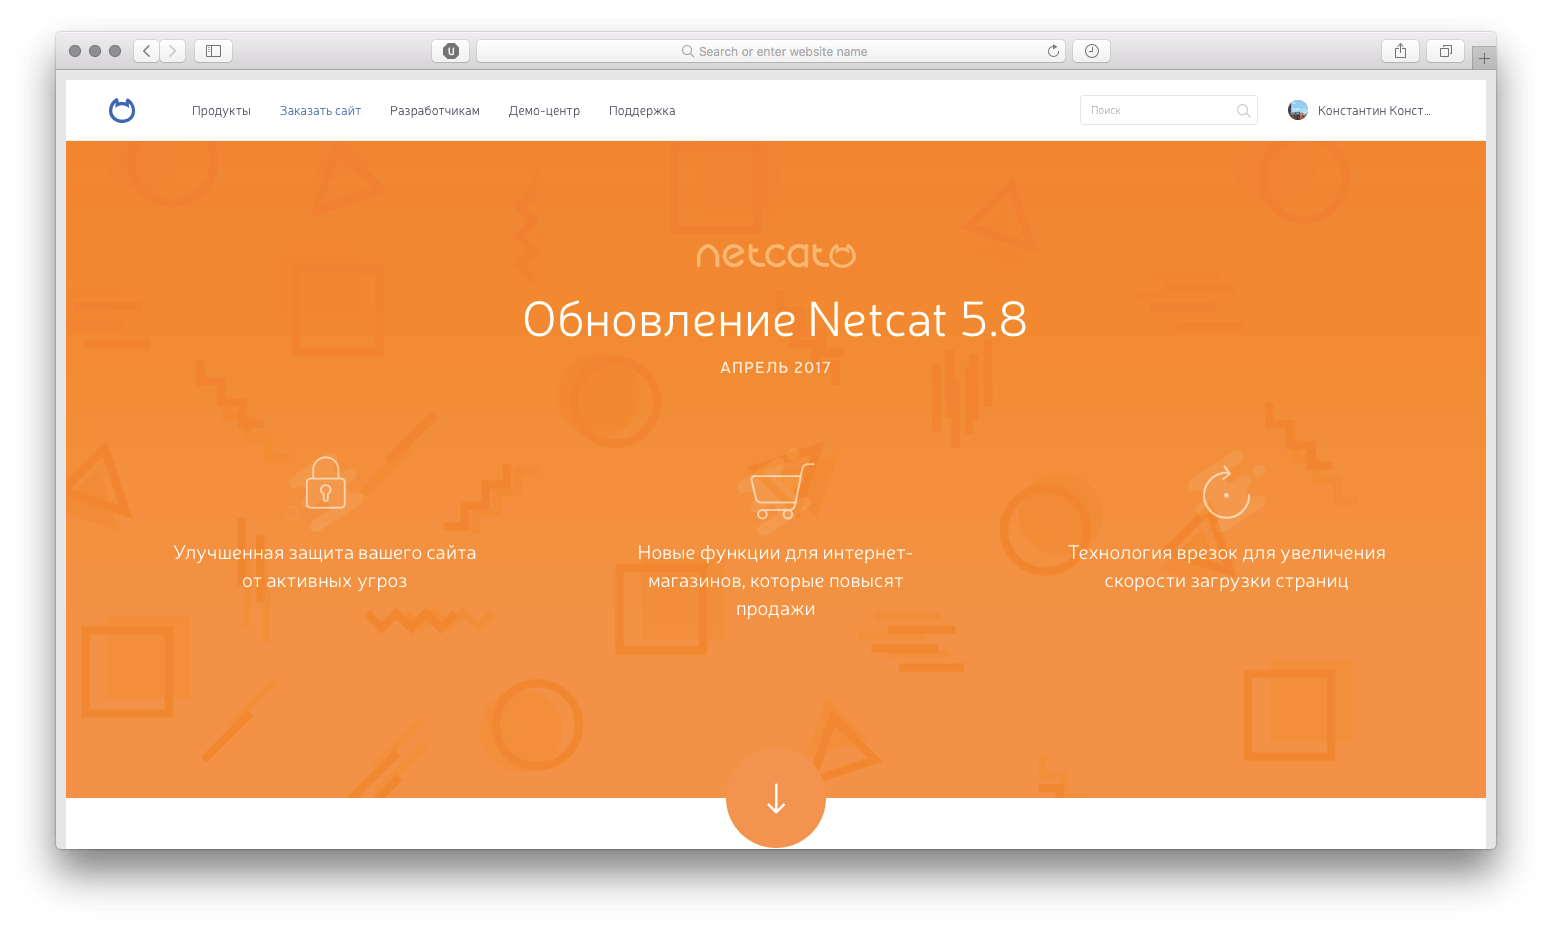 U
Search or enter website name
Продукты
Заказать сайт
Разработчикам
Демо-центр
Поддержка
Поиск
Константин Конст...
netcat
Обновление Netcat 5.8
АПРЕЛЬ 2017
Улучшенная защита вашего сайта
от активных угроз
Новые функции для интернет-
магазинов, которые повысят
продажи
Технология врезок для увеличения
скорости загрузки страниц